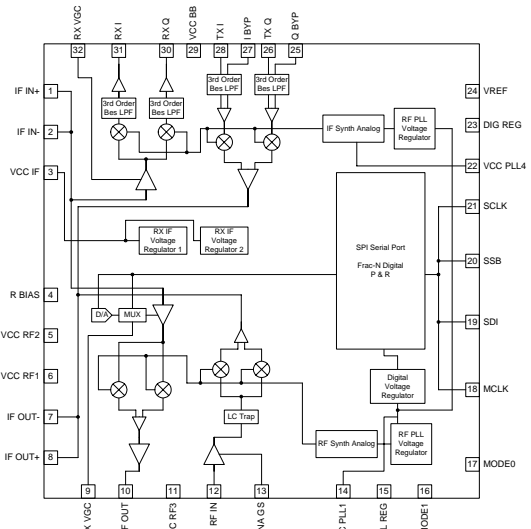 RX VGC
RX I
RX Q
VCC BB
TX I
I BYP
TX Q
Q BYP
32
31
30
29
28
27
26
25
IF IN+
1
IF IN-
2
VCC IF
3
R BIAS
4
VCC RF2
5
VCC RF1
6
IF OUT-
7
IF OUT+
8
24
VREF
23
DIG REG
22
VCC PLL4
21
SCLK
20
SSB
19
SDI
18
MCLK
17
MODE0
3rd Order
Bes LPF
3rd Order
Bes LPF
3rd Order
Bes LPF
3rd Order
Bes LPF
IF Synth Analog
RF PLL
Voltage
Regulator
RX IF
Voltage
Regulator 1
RX IF
Voltage
Regulator 2
SPI Serial Port
Frac-N Digital
P & R
D/A
MUX
LC Trap
Digital
Voltage
Regulator
RF Synth Analog
RF PLL
Voltage
Regulator
9
10
11
12
13
14
15
16
VGC
OUT
RF3
RF IN
GS
PLL1
REG